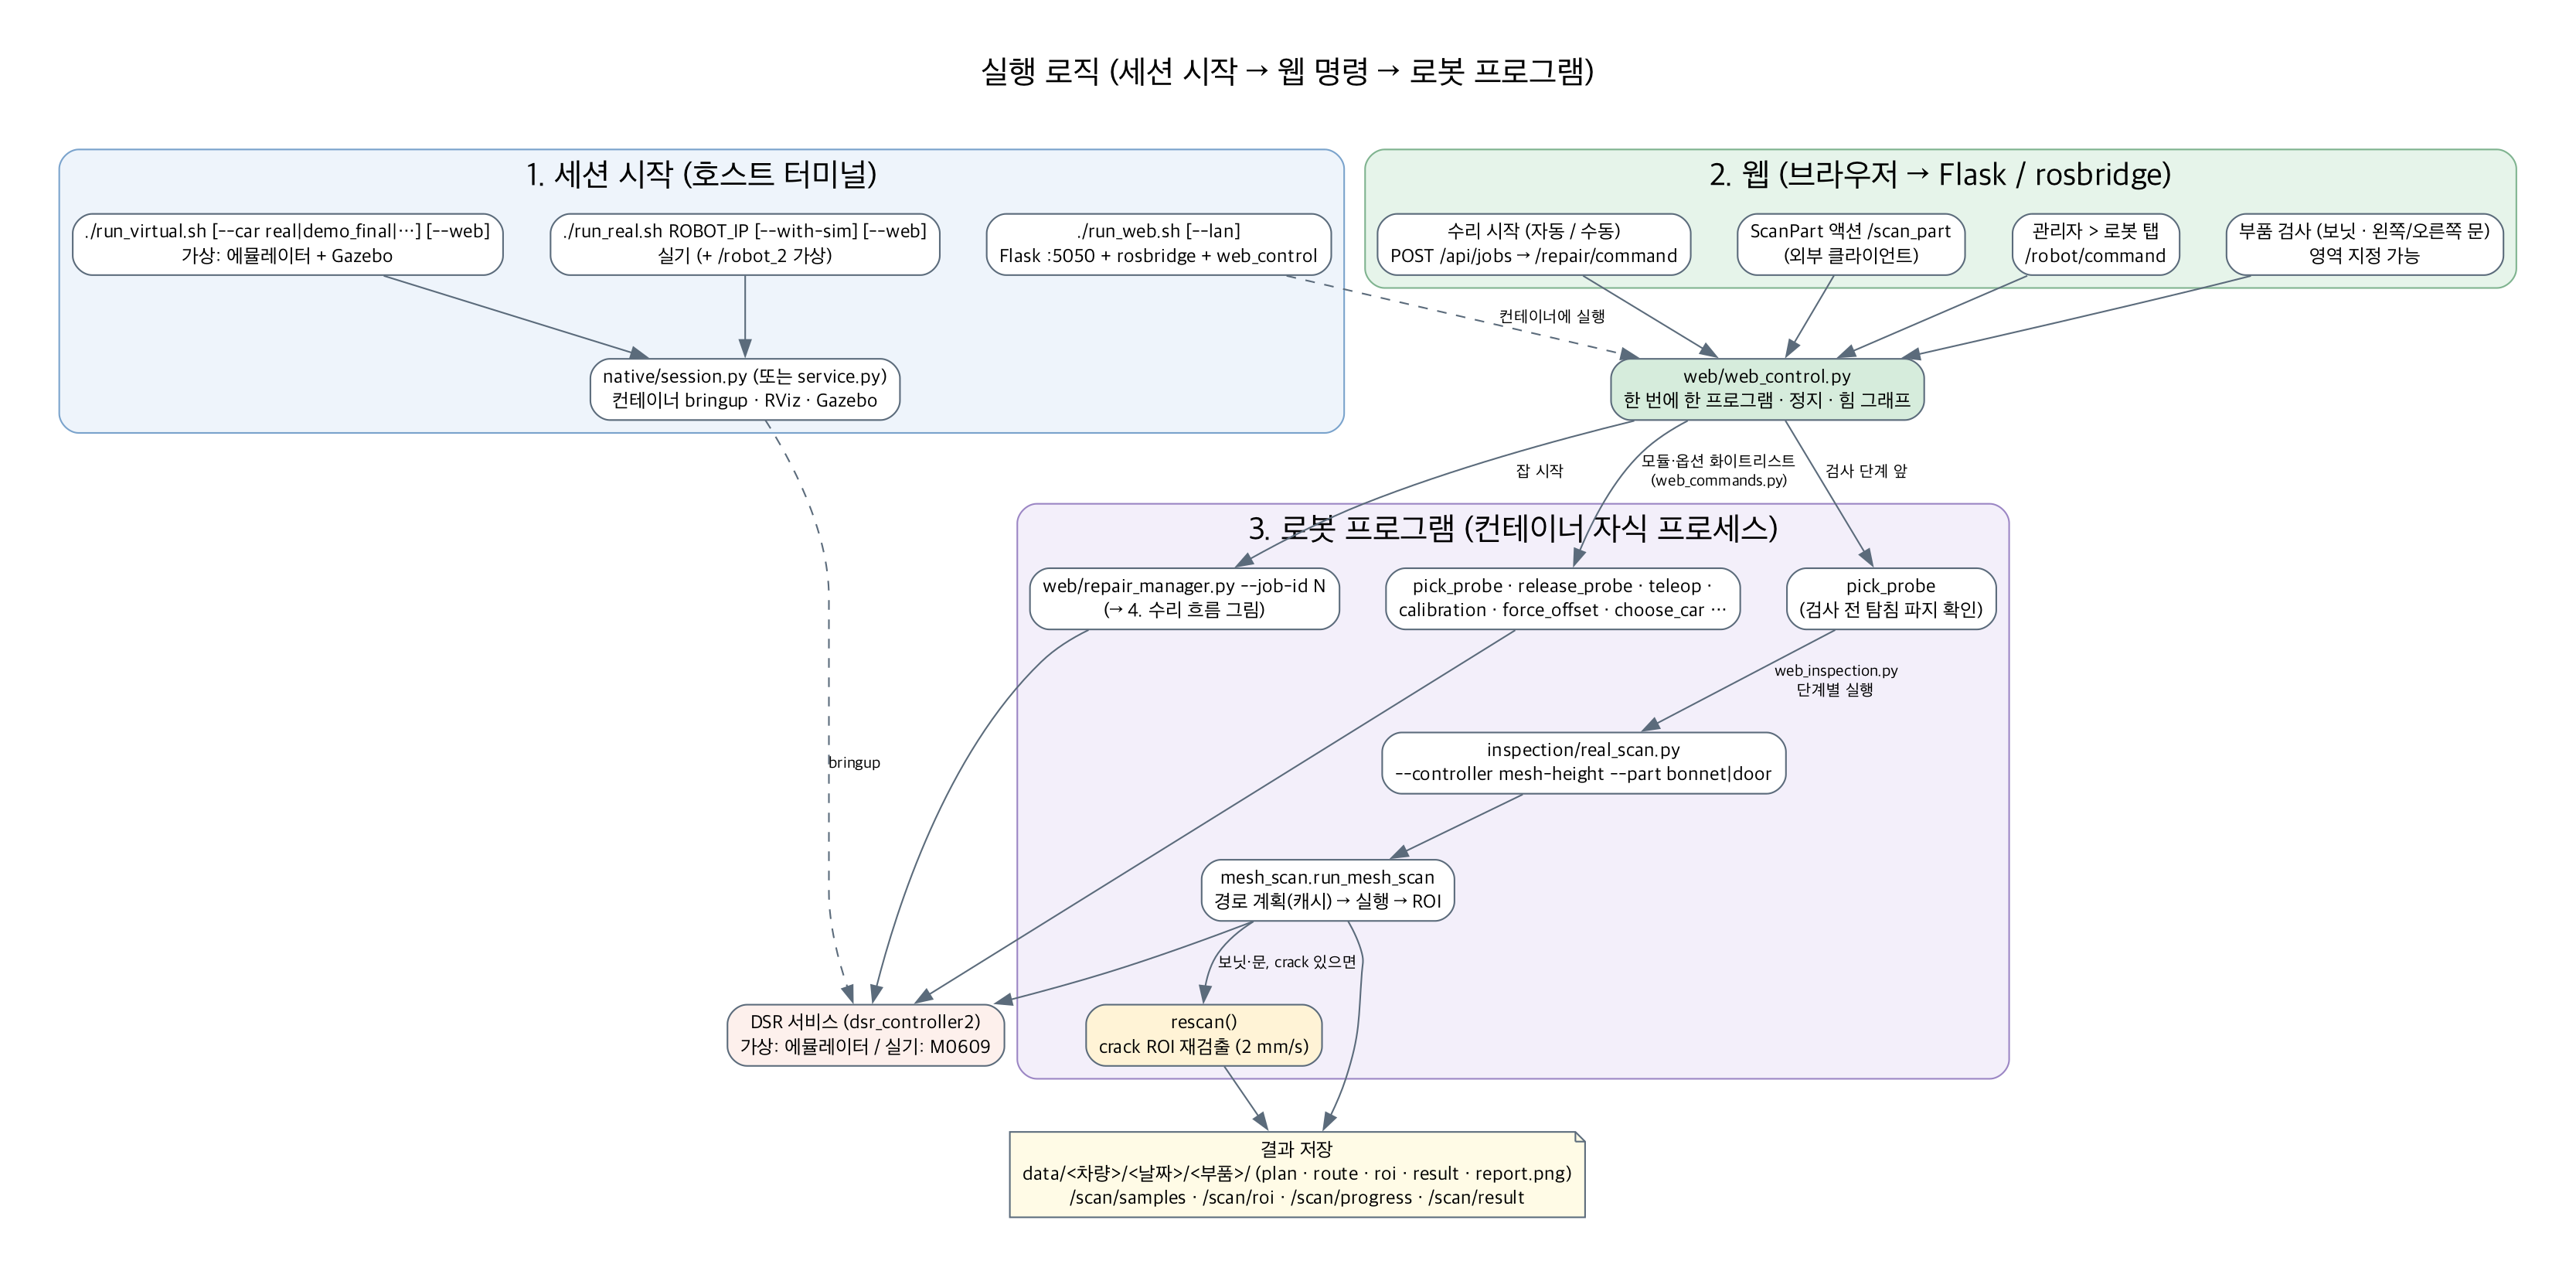 실행 로직 (세션 시작 → 웹 명령 → 로봇 프로그램)
1. 세션 시작 (호스트 터미널)
./run_virtual.sh [--car real|demo_final|⋯] [--web]
가상: 에뮬레이터 + Gazebo
./run_real.sh ROBOT_IP [--with-sim] [--web]
실기 (+ /robot_2 가상)
./run_web.sh [--lan]
Flask :5050 + rosbridge + web_control
native/session.py (또는 service.py)
컨테이너 bringup · RViz · Gazebo
2. 웹 (브라우저 → Flask / rosbridge)
수리 시작 (자동 / 수동)
POST /api/jobs → /repair/command
ScanPart 액션 /scan_part
(외부 클라이언트)
관리자 > 로봇 탭
/robot/command
부품 검사 (보닛 · 왼쪽/오른쪽 문)
영역 지정 가능
컨테이너에 실행
web/web_control.py
한 번에 한 프로그램 · 정지 · 힘 그래프
잡 시작
모듈·옵션 화이트리스트
(web_commands.py)
검사 단계 앞
3. 로봇 프로그램 (컨테이너 자식 프로세스)
web/repair_manager.py --job-id N
(→ 4. 수리 흐름 그림)
pick_probe · release_probe · teleop ·
calibration · force_offset · choose_car ⋯
pick_probe
(검사 전 탐침 파지 확인)
web_inspection.py
단계별 실행
inspection/real_scan.py
--controller mesh-height --part bonnet|door
bringup
mesh_scan.run_mesh_scan
경로 계획(캐시) → 실행 → ROI
보닛·문, crack 있으면
DSR 서비스 (dsr_controller2)
가상: 에뮬레이터 / 실기: M0609
rescan()
crack ROI 재검출 (2 mm/s)
결과 저장
data/<차량>/<날짜>/<부품>/ (plan · route · roi · result · report.png)
/scan/samples · /scan/roi · /scan/progress · /scan/result